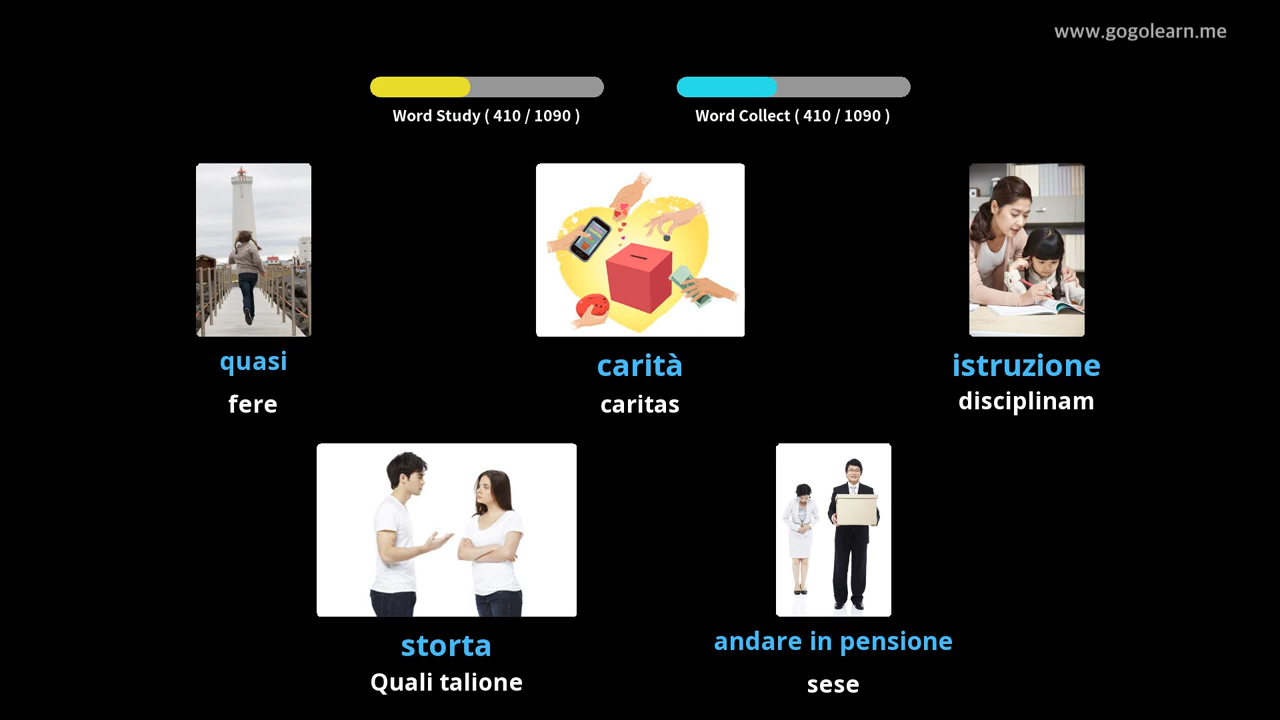 www.gogolearn.me
Word Study ( 410 / 1090 )
Word Collect ( 410 / 1090 )
quasi
fere
carità
caritas
istruzione
disciplinam
storta
Quali talione
andare in pensione
sese